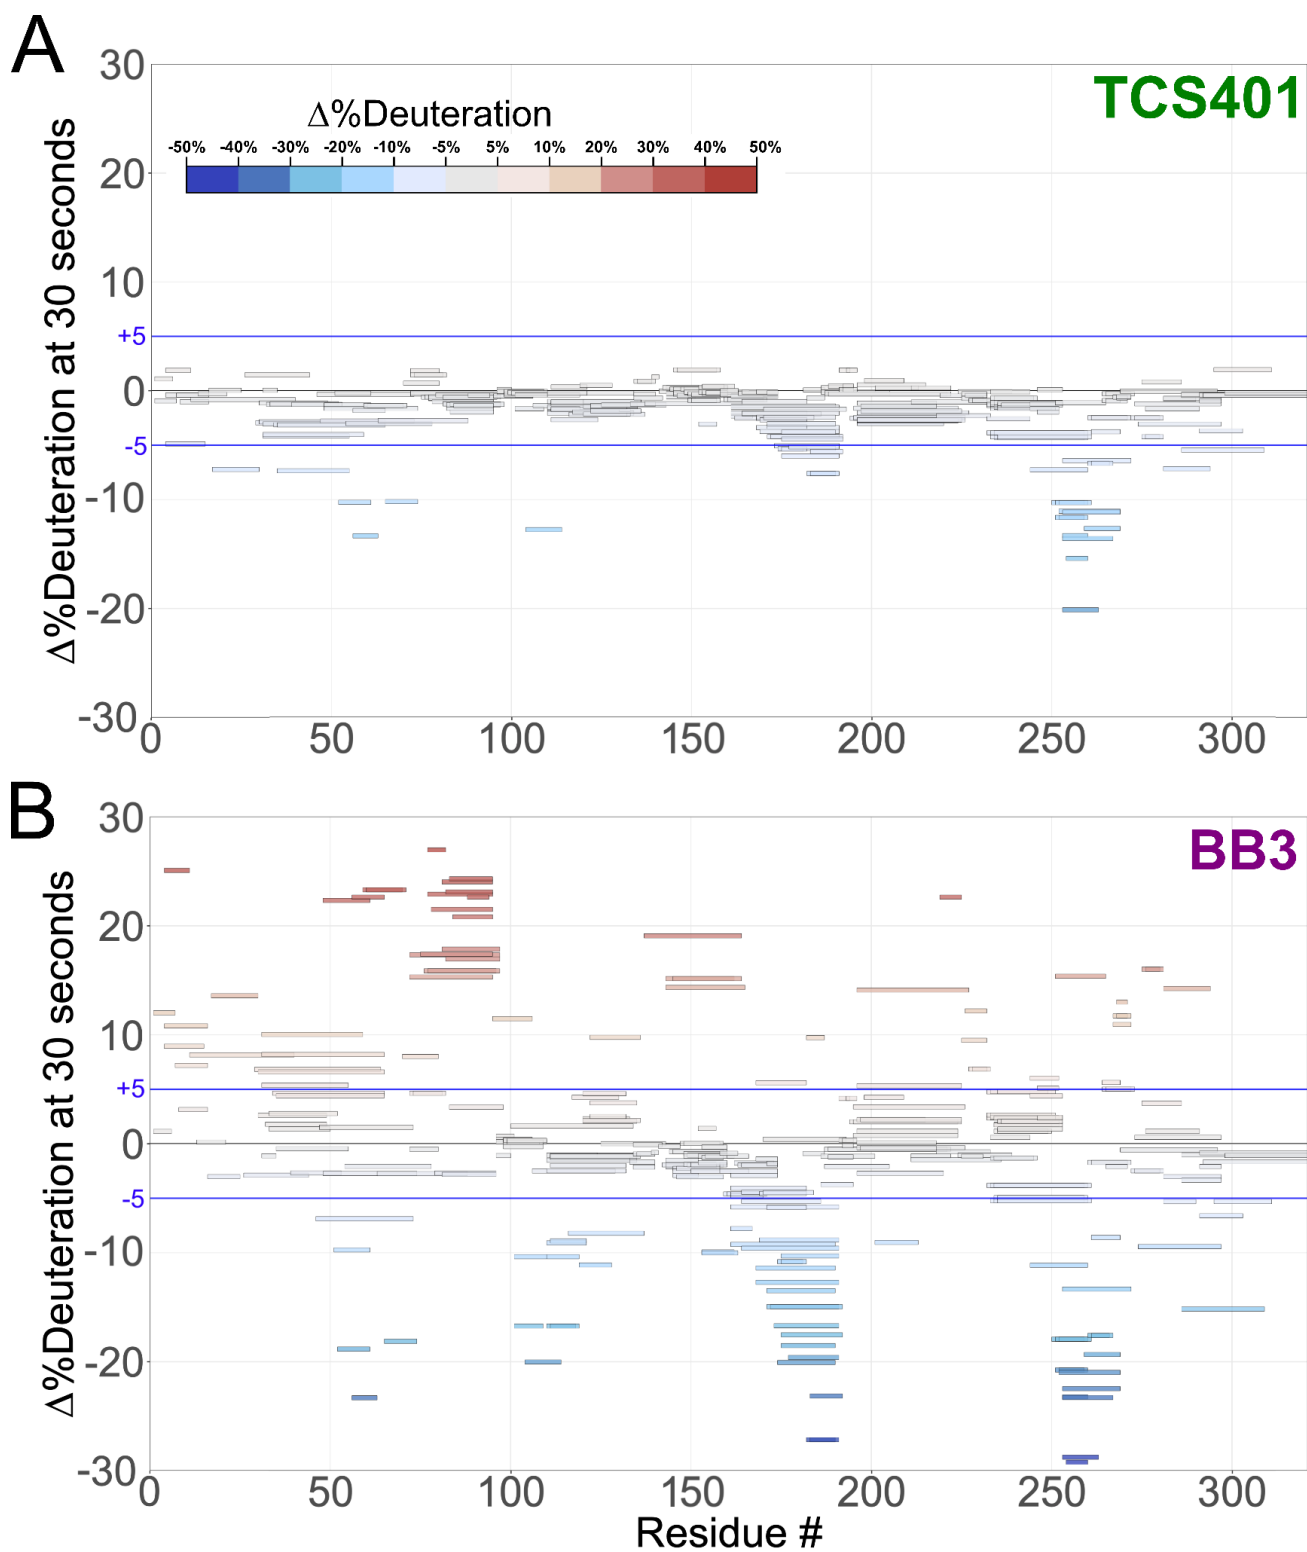 A
TCS401
Δ%Deuteration
-50% -40% -30% -20% -10% -5% 5% 10% 20% 30% 40% 50%
Δ%Deuteration at 30 seconds
30
20
10
+5
0
-5
-10
-20
-30
0 50 100 150 200 250 300
B
BB3
Δ%Deuteration at 30 seconds
30
20
10
+5
0
-5
-10
-20
-30
0 50 100 150 200 250 300
Residue #